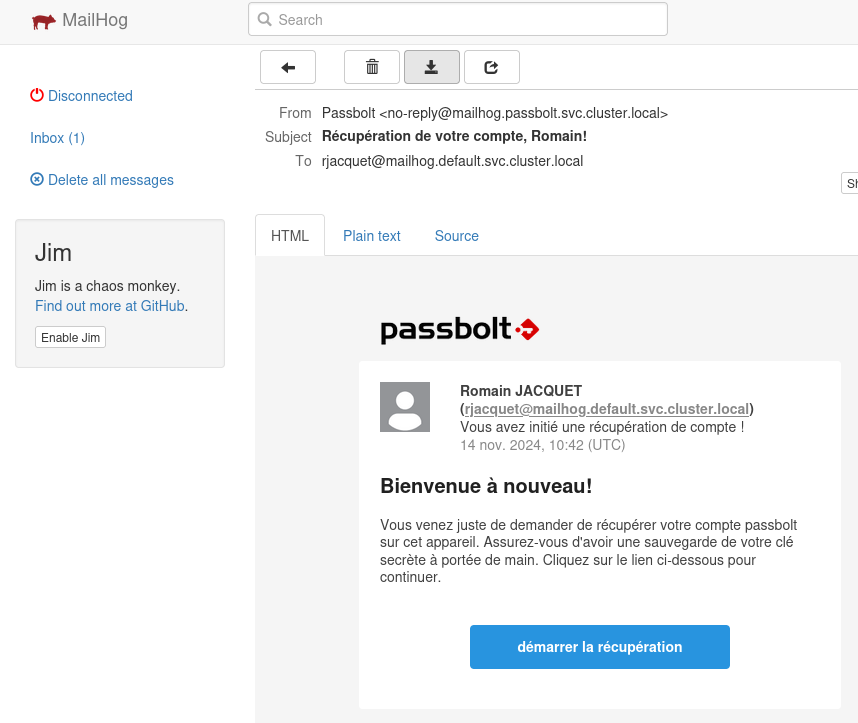 MailHog
Search
Disconnected
Inbox (1)
Delete all messages
Jim
Jim is a chaos monkey.
Find out more at GitHub.
Enable Jim
From Passbolt <no-reply@mailhog.passbolt.svc.cluster.local>
Subject Récupération de votre compte, Romain!
To rjacquet@mailhog.default.svc.cluster.local
Sh
HTML Plain text Source
passbolt
Romain JACQUET
(rjacquet@mailhog.default.svc.cluster.local)
Vous avez initié une récupération de compte !
14 nov. 2024, 10:42 (UTC)
Bienvenue à nouveau!
Vous venez juste de demander de récupérer votre compte passbolt
sur cet appareil. Assurez-vous d'avoir une sauvegarde de votre clé
secrète à portée de main. Cliquez sur le lien ci-dessous pour
continuer.
démarrer la récupération